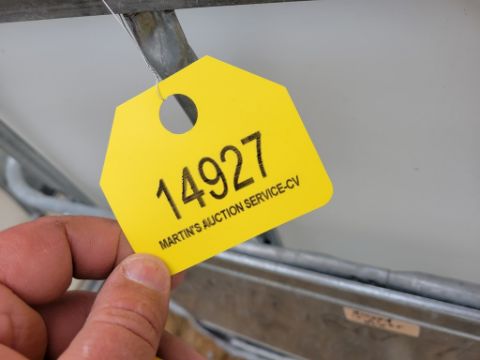 14927
MARTIN'S AUCTION SERVICE-CV